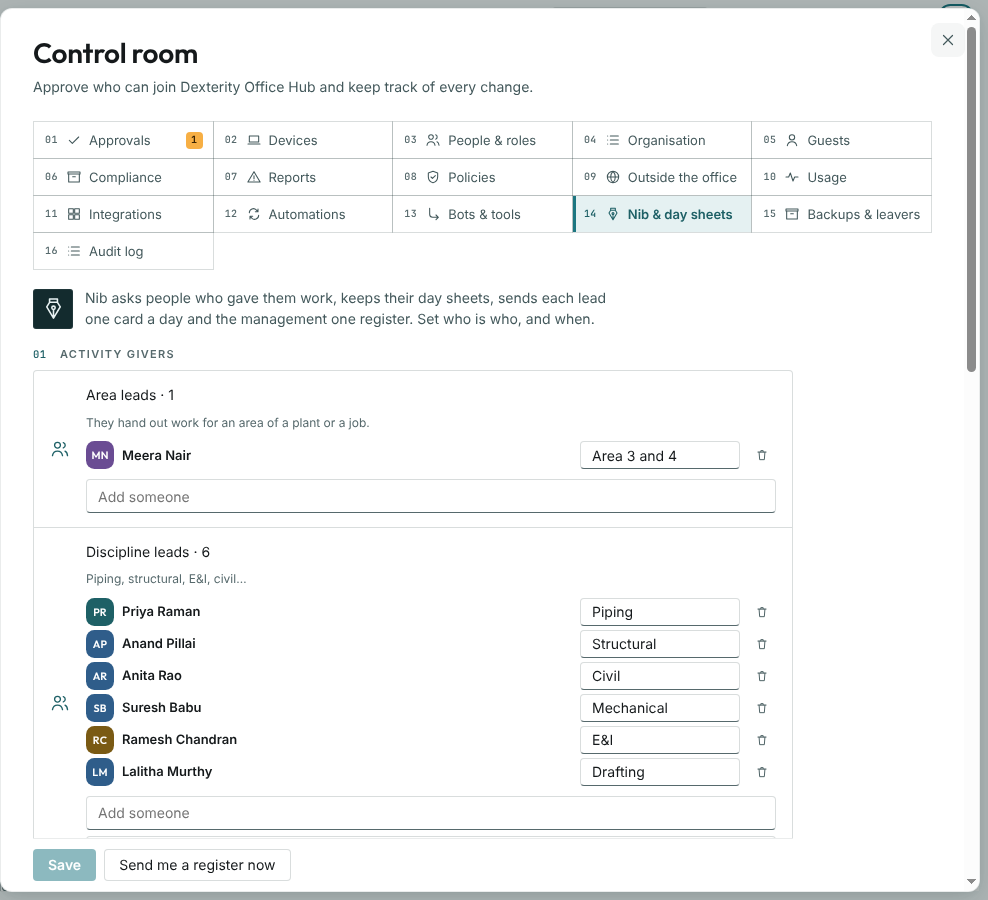 Control room
Approve who can join Dexterity Office Hub and keep track of every change.
01 Approvals 1
02 Devices
03 People & roles
04 Organisation
05 Guests
06 Compliance
07 Reports
08 Policies
09 Outside the office
10 Usage
11 Integrations
12 Automations
13 Bots & tools
14 Nib & day sheets
15 Backups & leavers
16 Audit log
Nib asks people who gave them work, keeps their day sheets, sends each lead
one card a day and the management one register. Set who is who, and when.
01 ACTIVITY GIVERS
Area leads · 1
They hand out work for an area of a plant or a job.
MN Meera Nair Area 3 and 4
Add someone
Discipline leads · 6
Piping, structural, E&I, civil…
PR Priya Raman Piping
AP Anand Pillai Structural
AR Anita Rao Civil
SB Suresh Babu Mechanical
RC Ramesh Chandran E&I
LM Lalitha Murthy Drafting
Add someone
Save
Send me a register now